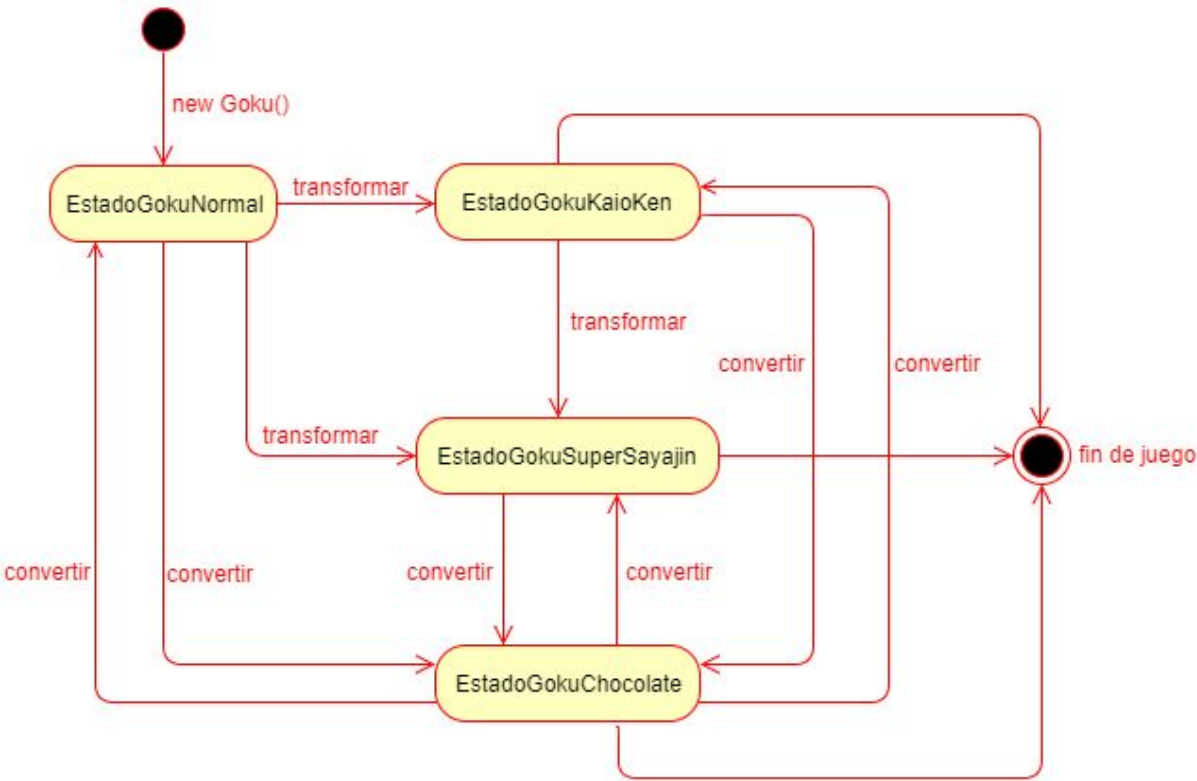 new Goku()
EstadoGokuNormal
transformar
EstadoGokuKaioKen
transformar
convertir
convertir
transformar
EstadoGokuSuperSayajin
fin de juego
convertir
convertir
convertir
convertir
EstadoGokuChocolate